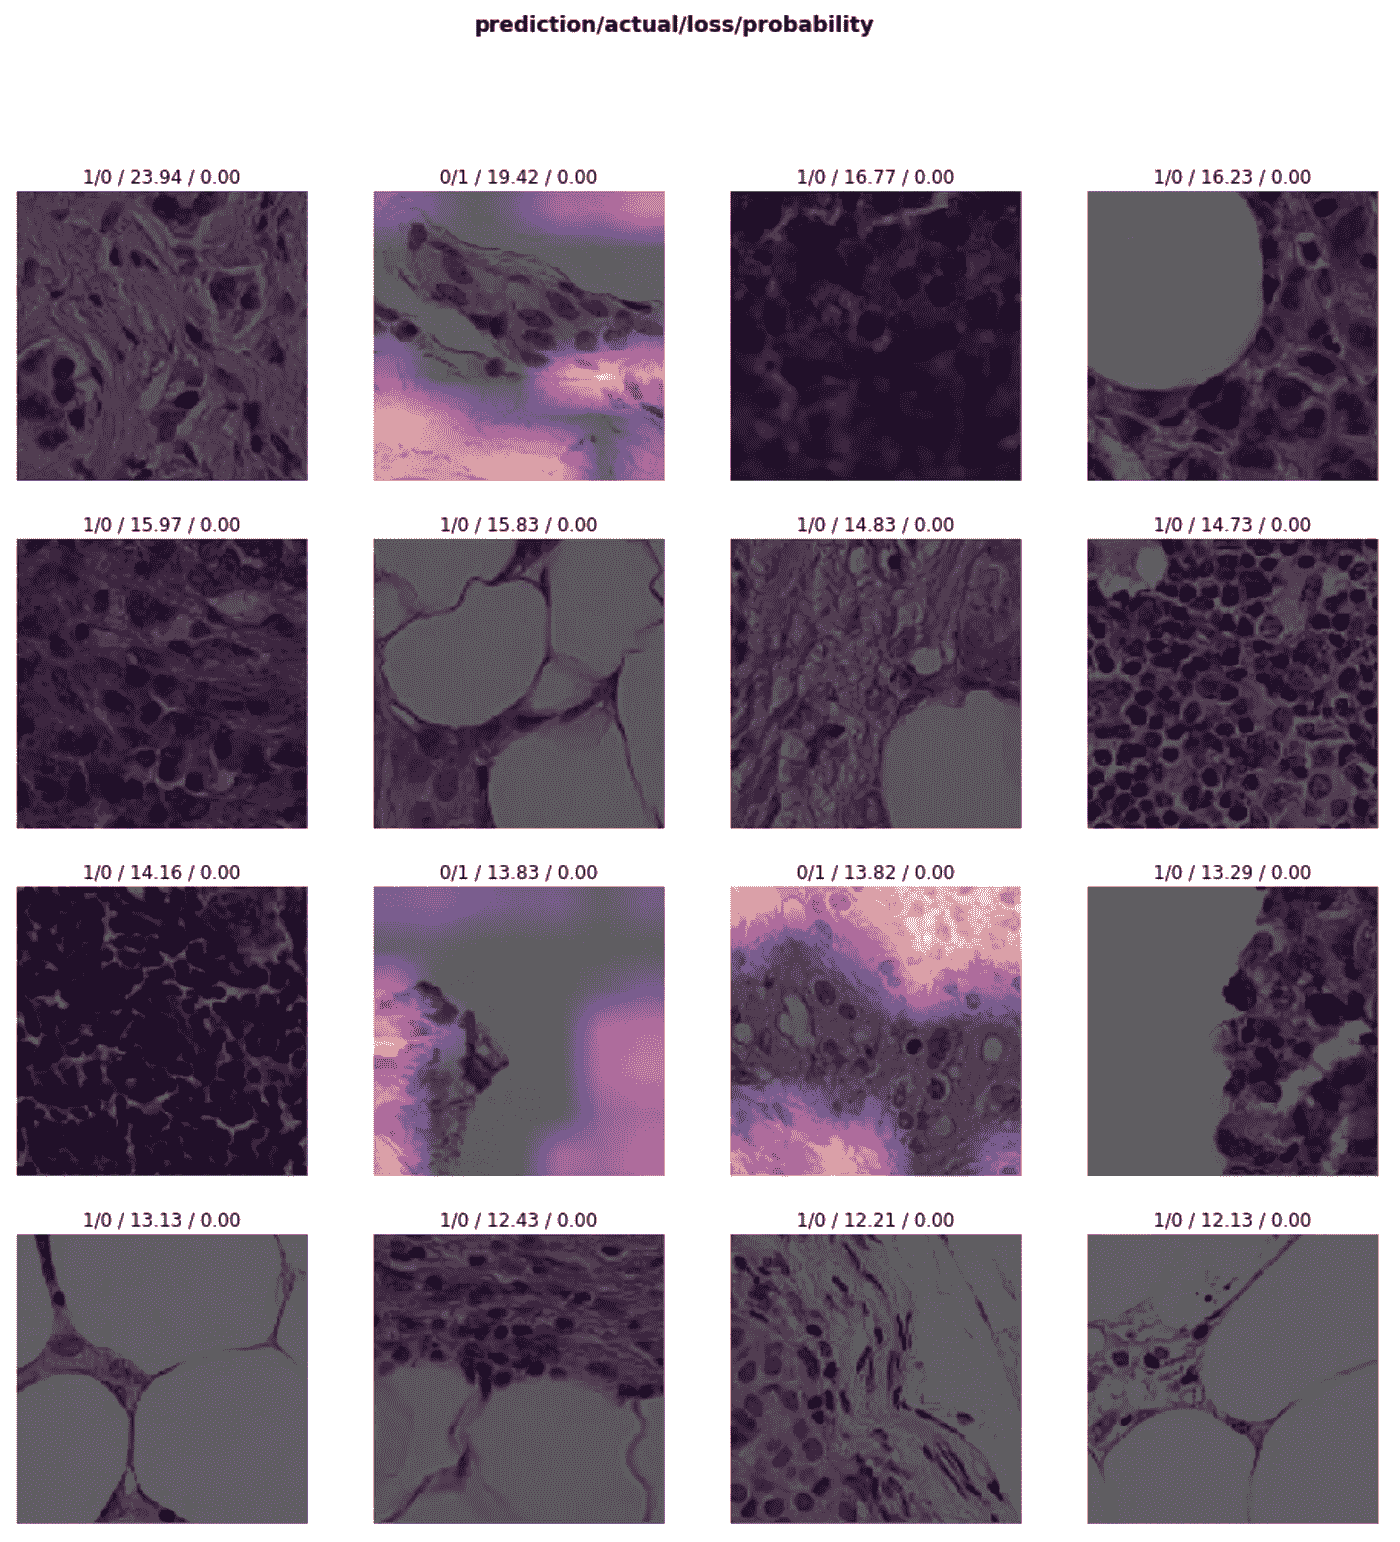 prediction/actual/loss/probability
1/0 / 23.94 / 0.00
0/1 / 19.42 / 0.00
1/0 / 16.77 / 0.00
1/0 / 16.23 / 0.00
1/0 / 15.97 / 0.00
1/0 / 15.83 / 0.00
1/0 / 14.83 / 0.00
1/0 / 14.73 / 0.00
1/0 / 14.16 / 0.00
0/1 / 13.83 / 0.00
0/1 / 13.82 / 0.00
1/0 / 13.29 / 0.00
1/0 / 13.13 / 0.00
1/0 / 12.43 / 0.00
1/0 / 12.21 / 0.00
1/0 / 12.13 / 0.00